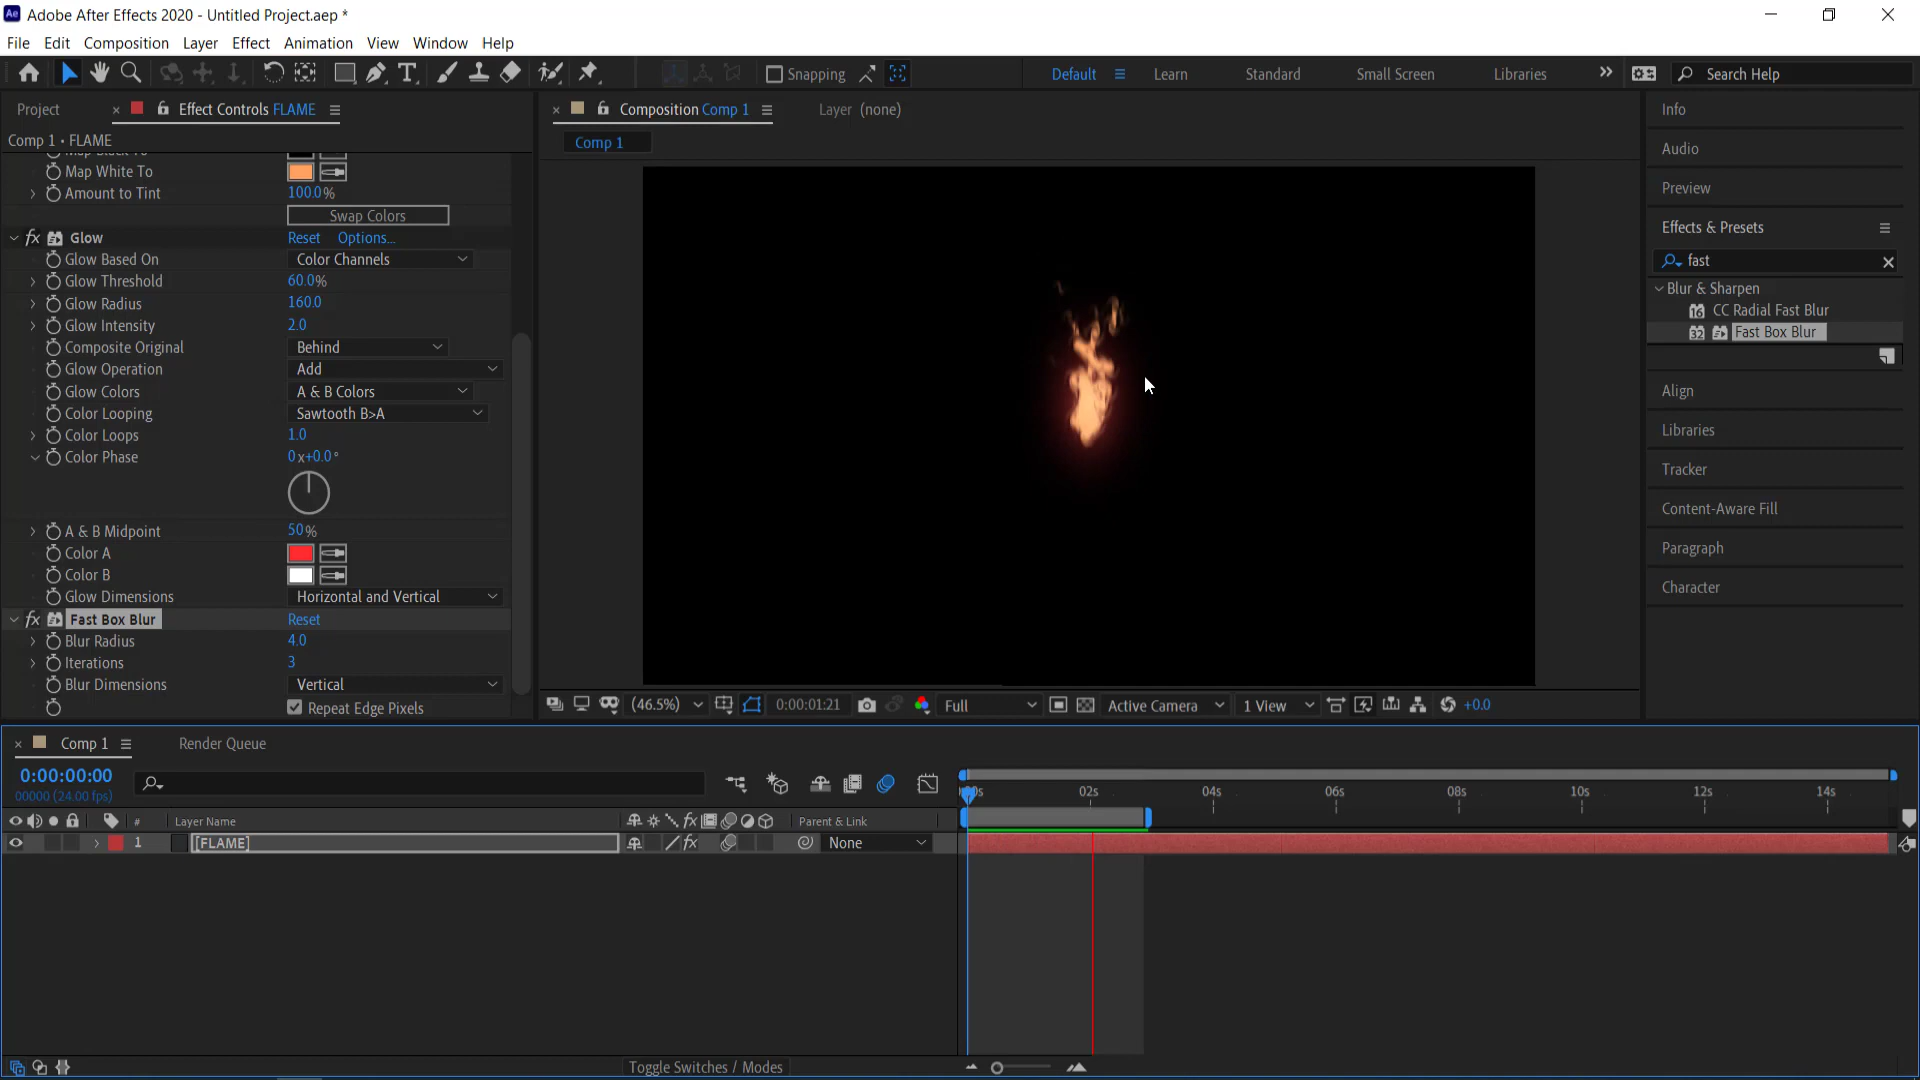 Adobe After Effects 2020 - Untitled Project.aep *
File Edit Composition Layer Effect Animation View Window Help
Snapping Default Learn Standard Small Screen Libraries Search Help
Project Effect Controls FLAME
Comp 1 • FLAME
Map Black To
Map White To
Amount to Tint 100.0%
Swap Colors
fx Glow Reset Options...
Glow Based On Color Channels
Glow Threshold 60.0%
Glow Radius 160.0
Glow Intensity 2.0
Composite Original Behind
Glow Operation Add
Glow Colors A & B Colors
Color Looping Sawtooth B>A
Color Loops 1.0
Color Phase 0x+0.0°
A & B Midpoint 50%
Color A
Color B
Glow Dimensions Horizontal and Vertical
fx Fast Box Blur Reset
Blur Radius 4.0
Iterations 3
Blur Dimensions Vertical
Repeat Edge Pixels
Composition Comp 1 Layer (none)
Comp 1
(46.5%) 0:00:01:21 Full Active Camera 1 View +0.0
Info
Audio
Preview
Effects & Presets
fast
Blur & Sharpen
16 CC Radial Fast Blur
32 Fast Box Blur
Align
Libraries
Tracker
Content-Aware Fill
Paragraph
Character
Comp 1 Render Queue
0:00:00:00
00000 (24.00 fps)
02s 04s 06s 08s 10s 12s 14s
# Layer Name fx Parent & Link
1 [FLAME] fx None
Toggle Switches / Modes